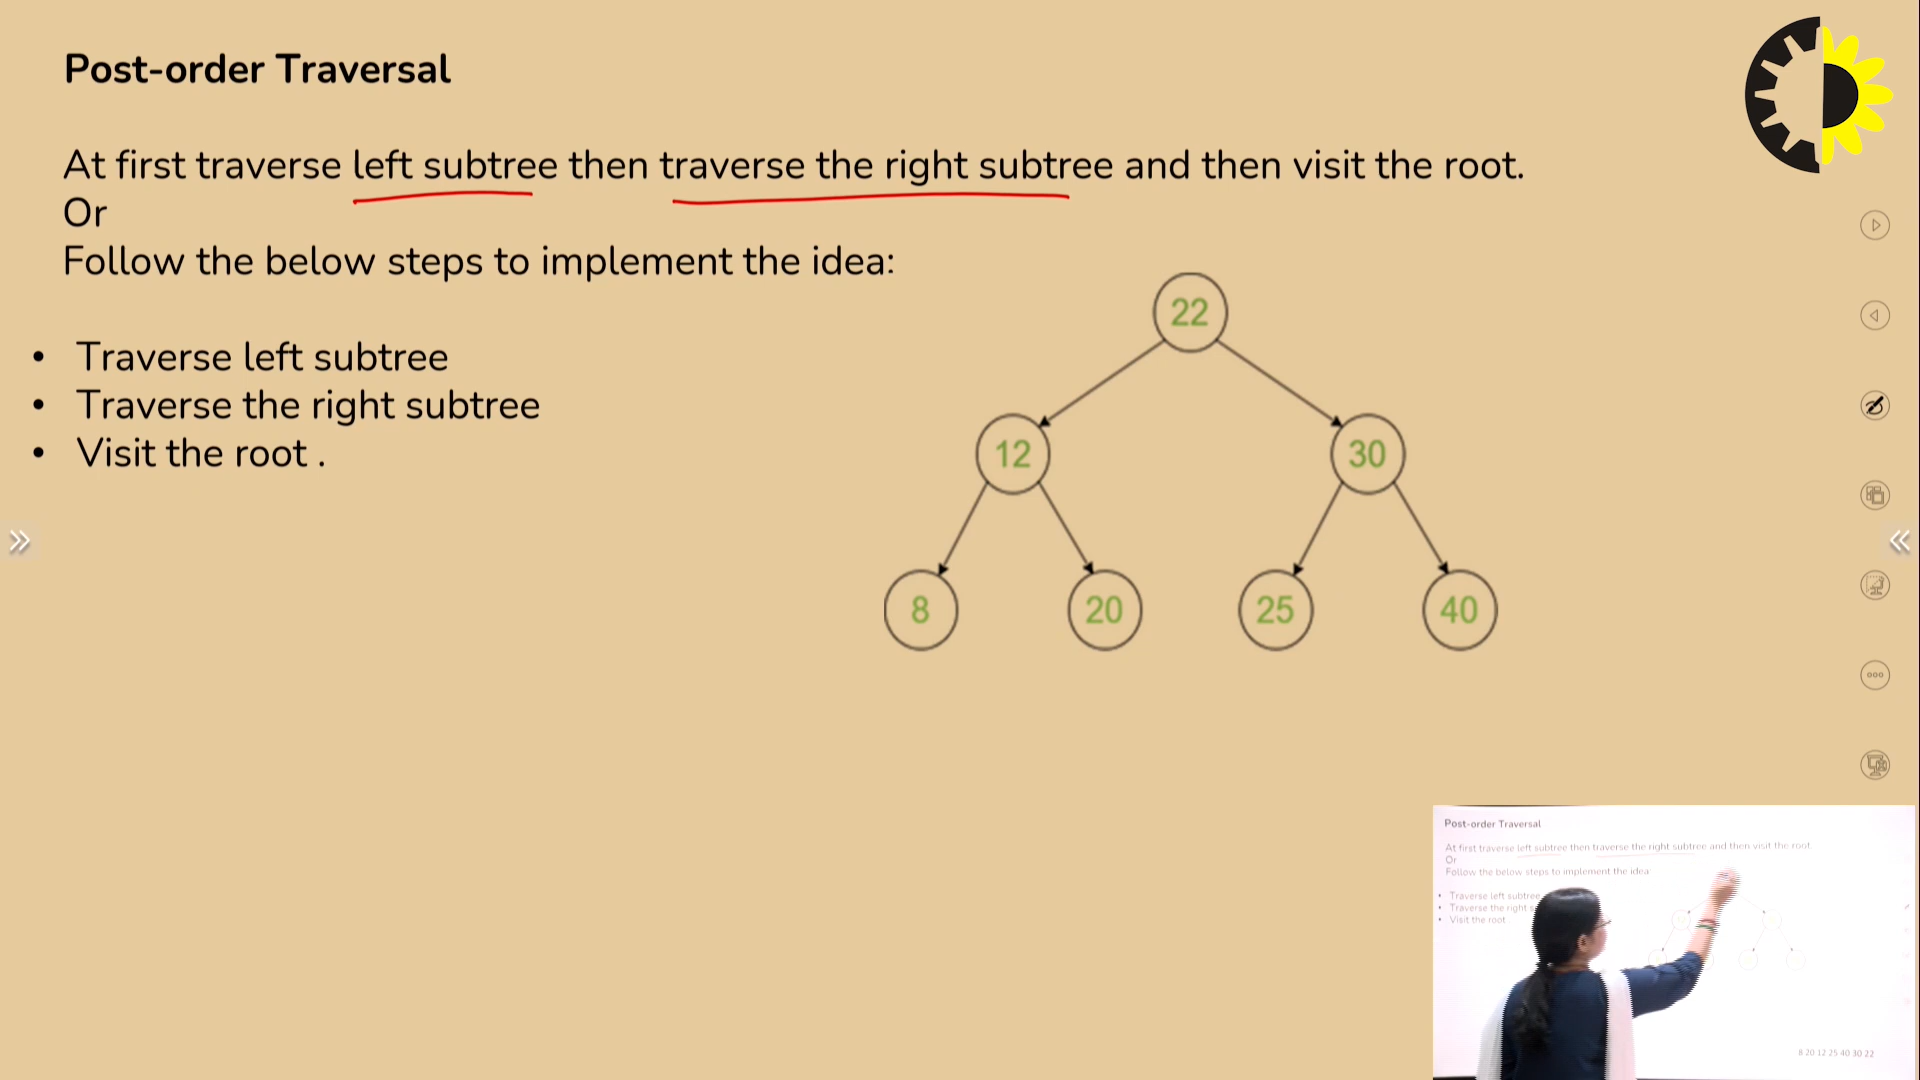 Post-order Traversal
At first traverse left subtree then traverse the right subtree and then visit the root.
Or
Follow the below steps to implement the idea:
• Traverse left subtree
• Traverse the right subtree
• Visit the root .
22
12
30
8
20
25
40
Post-order Traversal
At first traverse left subtree then traverse the right subtree and then visit the root
Or
Follow the below steps to implement the idea
• Traverse left subtree
• Traverse the right s
• Visit the root
8 20 12 25 40 30 22